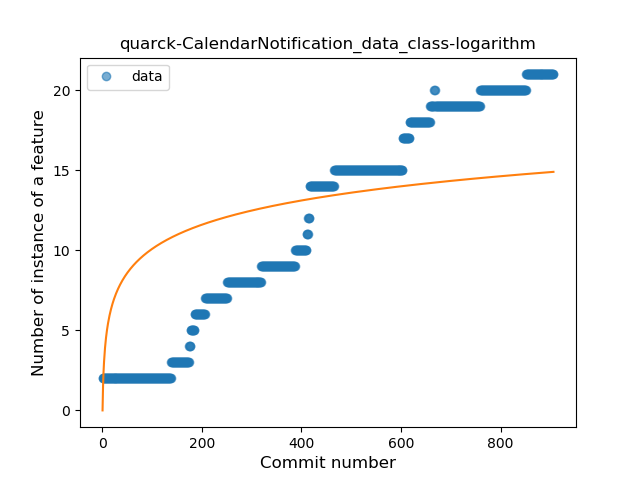 quarck-CalendarNotification_data_class-logarithm
data
Number of instance of a feature
20
15
10
5
0
0 200 400 600 800
Commit number